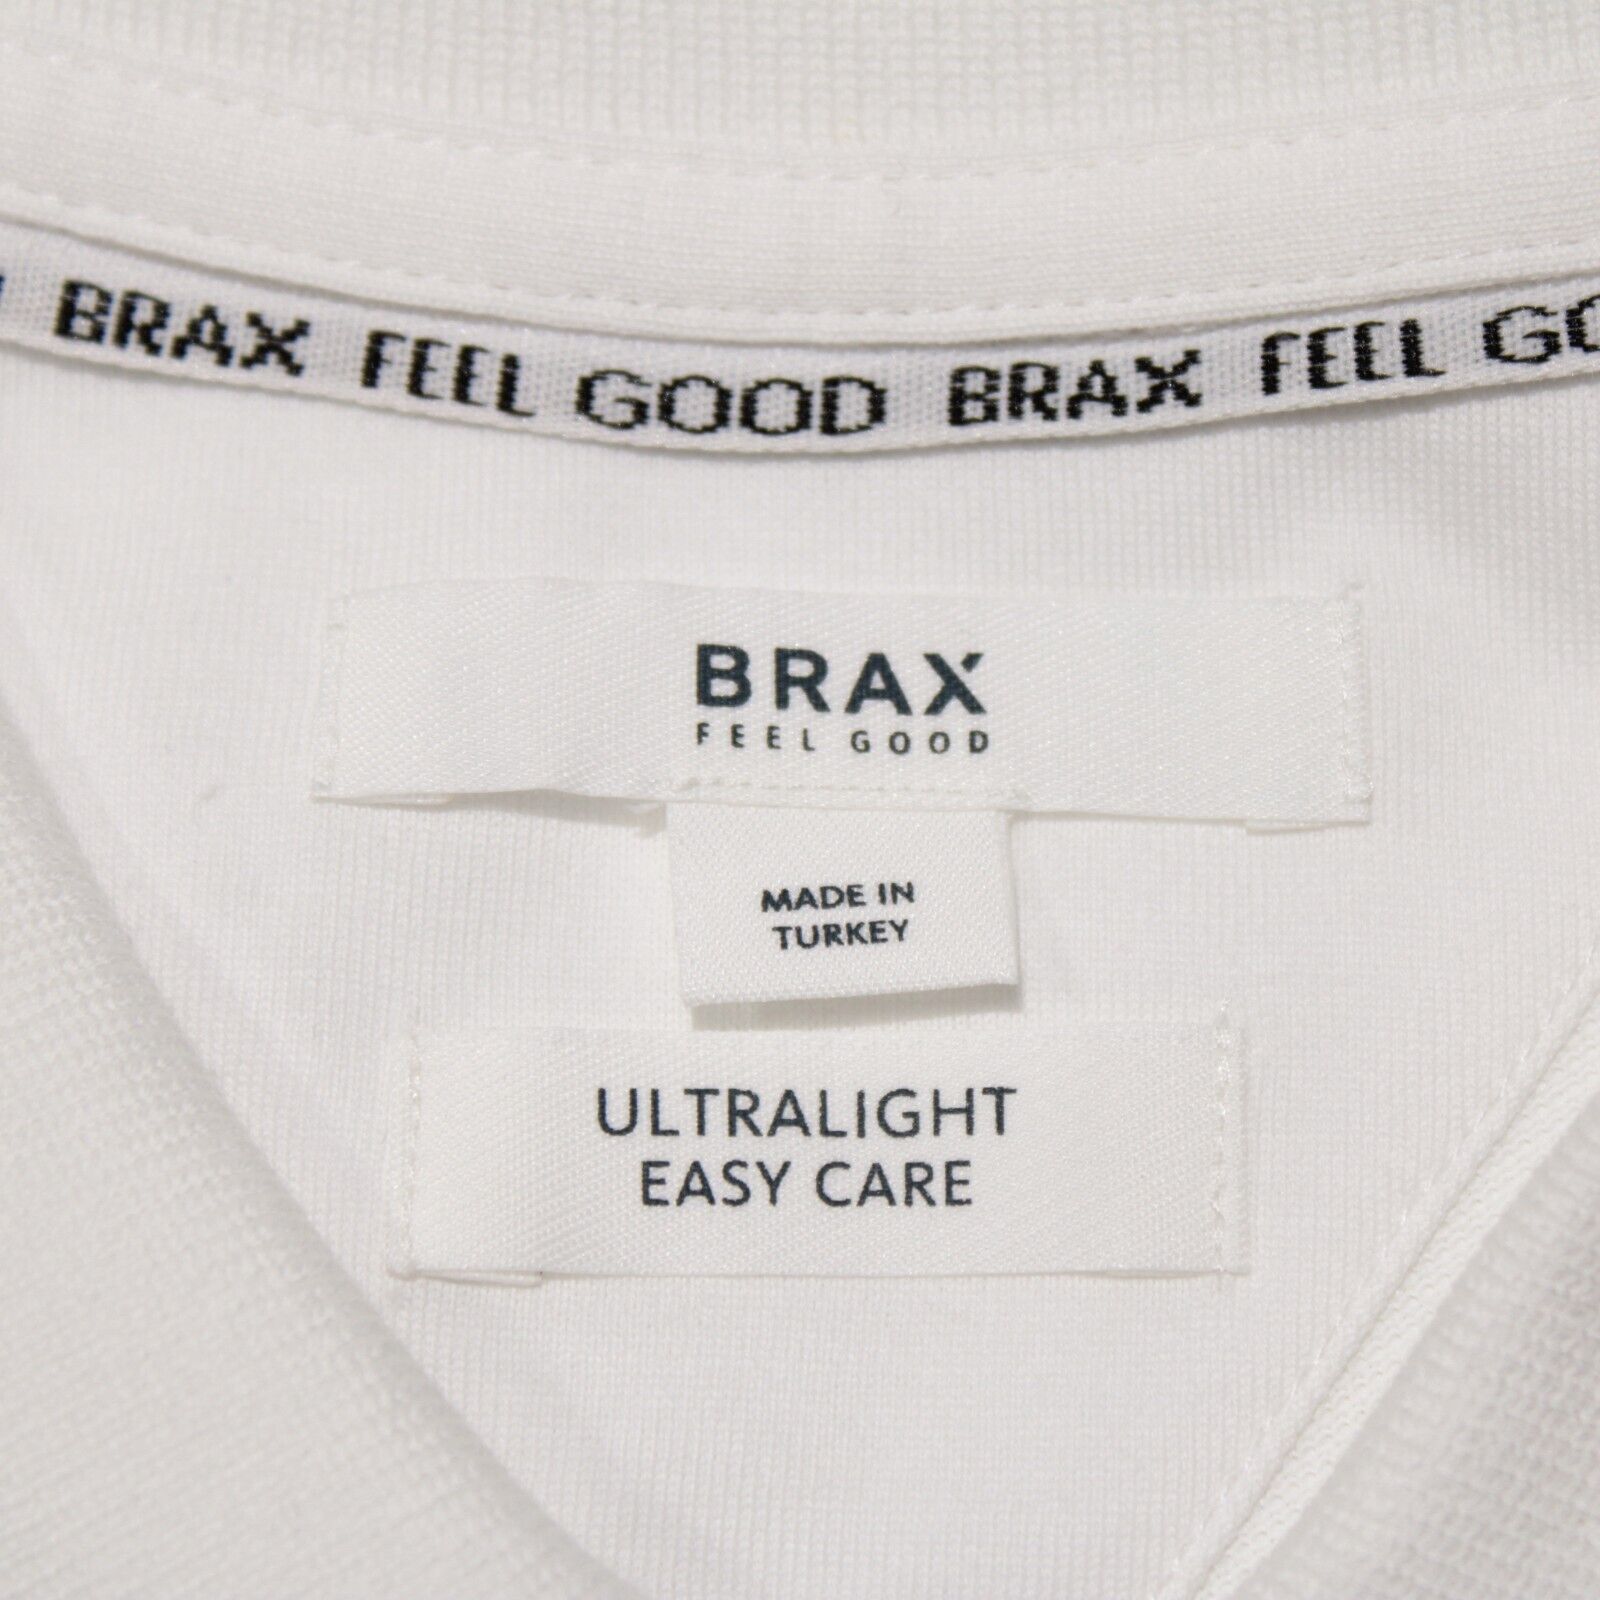 BRAX FEEL GOOD BRAX FEEL
BRAX
FEEL GOOD
MADE IN
TURKEY
ULTRALIGHT
EASY CARE